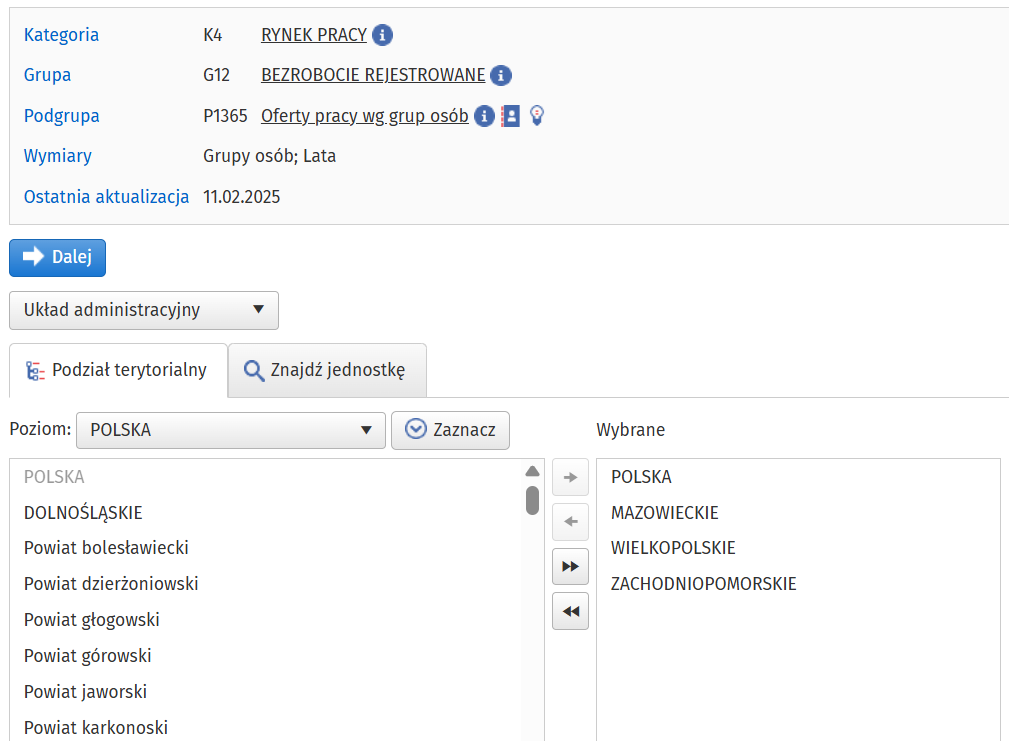 Kategoria K4 RYNEK PRACY
Grupa G12 BEZROBOCIE REJESTROWANE
Podgrupa P1365 Oferty pracy wg grup osób
Wymiary Grupy osób; Lata
Ostatnia aktualizacja 11.02.2025
Dalej
Układ administracyjny
Podział terytorialny Znajdź jednostkę
Poziom: POLSKA Zaznacz Wybrane
POLSKA
DOLNOŚLĄSKIE
Powiat bolesławiecki
Powiat dzierżoniowski
Powiat głogowski
Powiat górowski
Powiat jaworski
Powiat karkonoski
POLSKA
MAZOWIECKIE
WIELKOPOLSKIE
ZACHODNIOPOMORSKIE